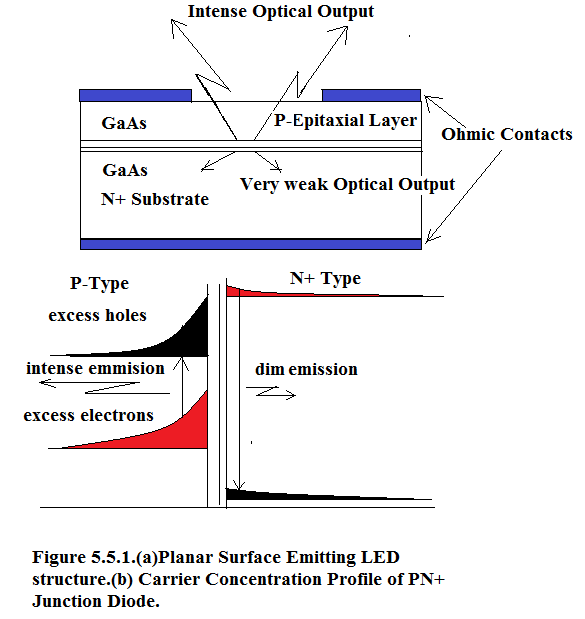 Intense Optical Output
GaAs
P-Epitaxial Layer
Ohmic Contacts
GaAs
Very weak Optical Output
N+ Substrate
P-Type
N+ Type
excess holes
intense emmision
dim emission
excess electrons
Figure 5.5.1.(a)Planar Surface Emitting LED
structure.(b) Carrier Concentration Profile of PN+
Junction Diode.